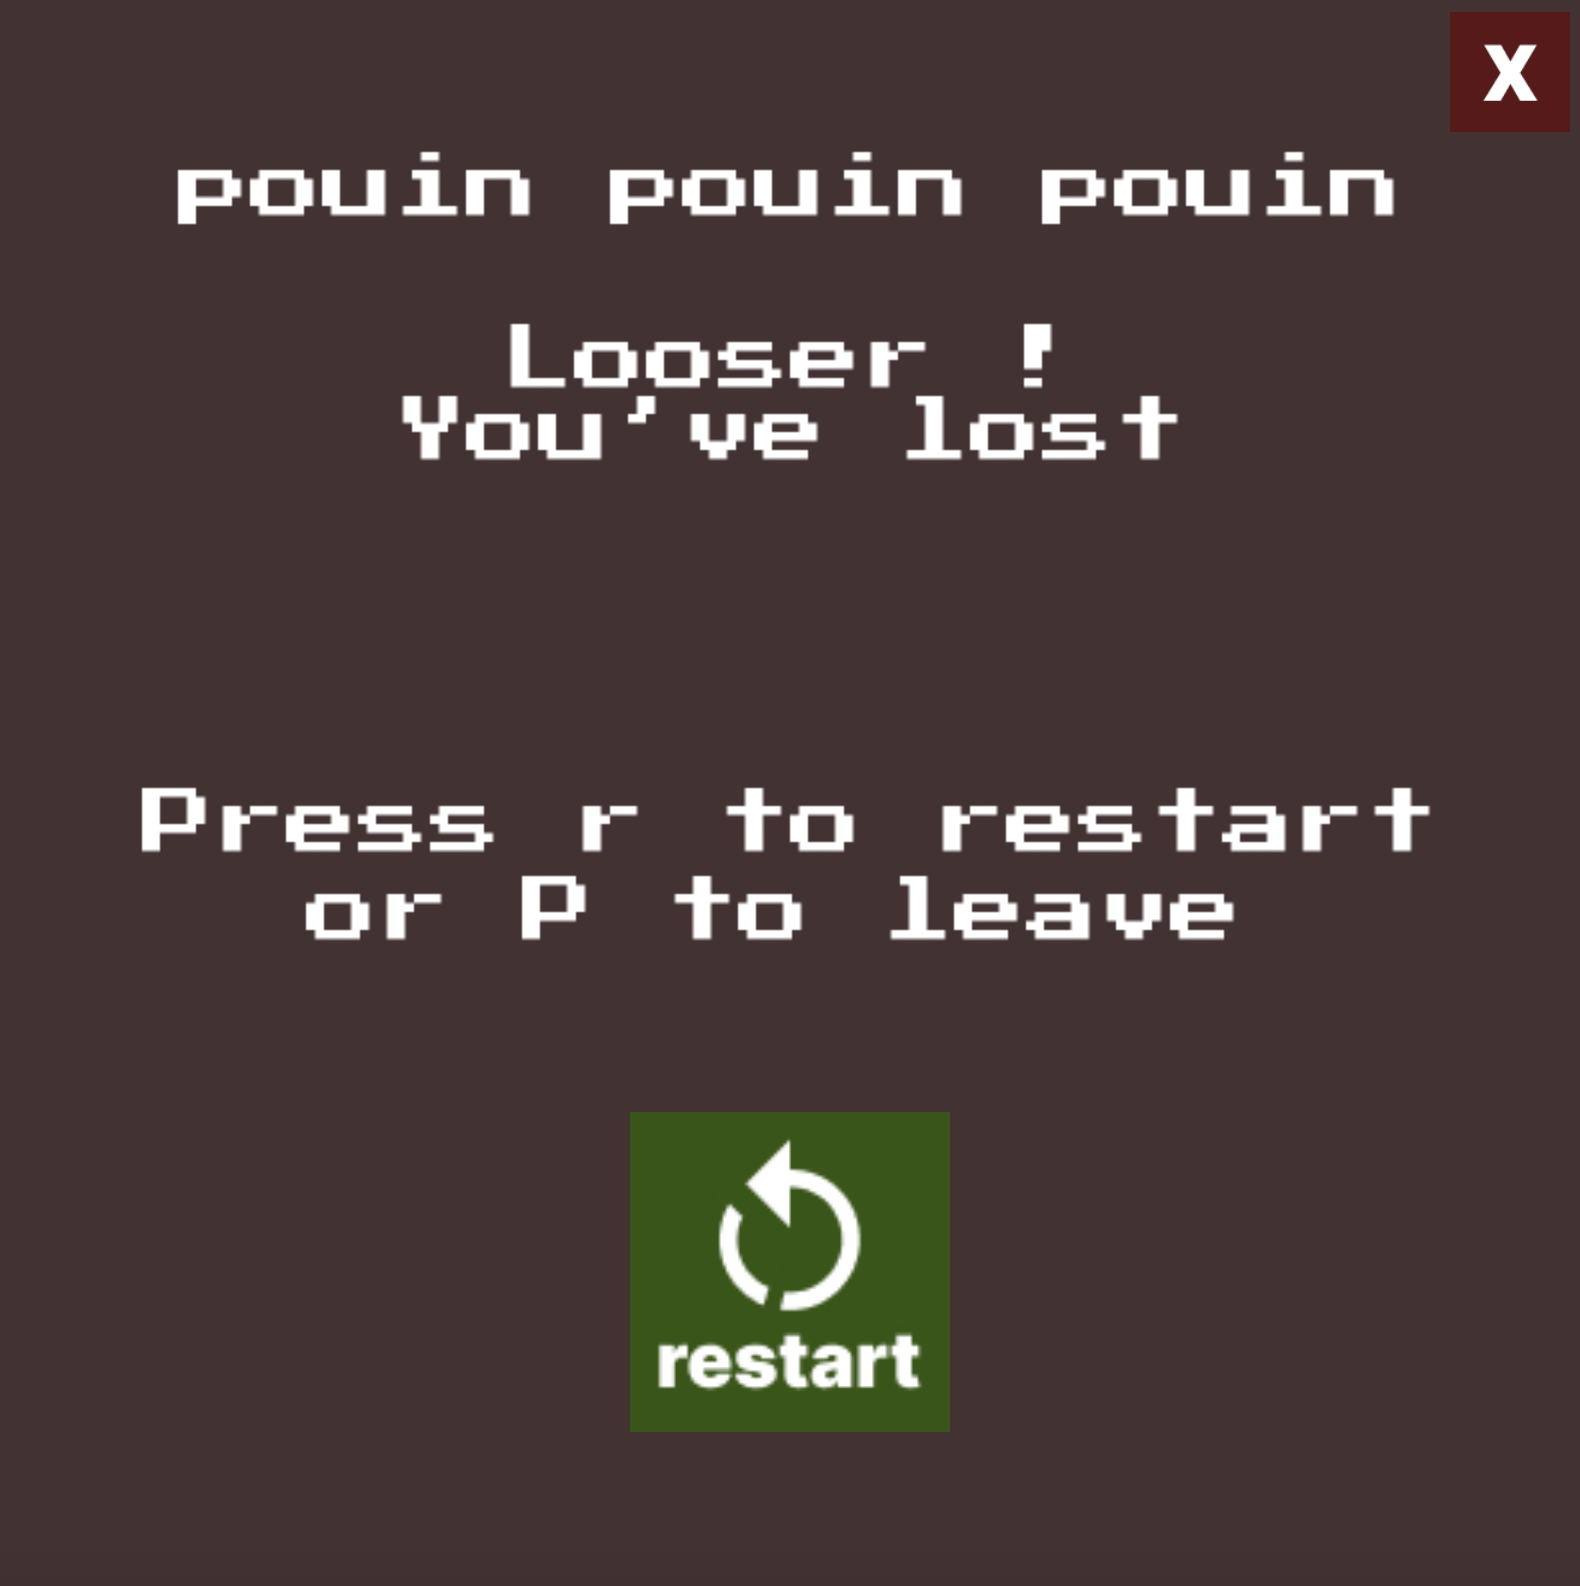 X
pouin pouin pouin
Looser !
You've lost
Press r to restart
or P to leave
restart